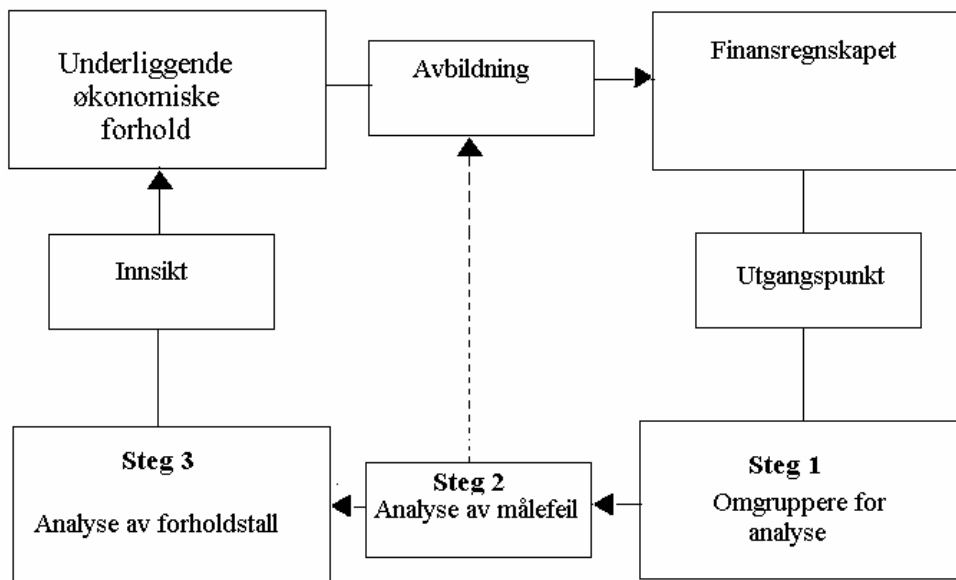 Underliggende
økonomiske
forhold
Avbildning
Finansregnskapet
Innsikt
Utgangspunkt
Steg 3
Analyse av forholdstall
Steg 2
Analyse av målefeil
Steg 1
Omgruppere for
analyse